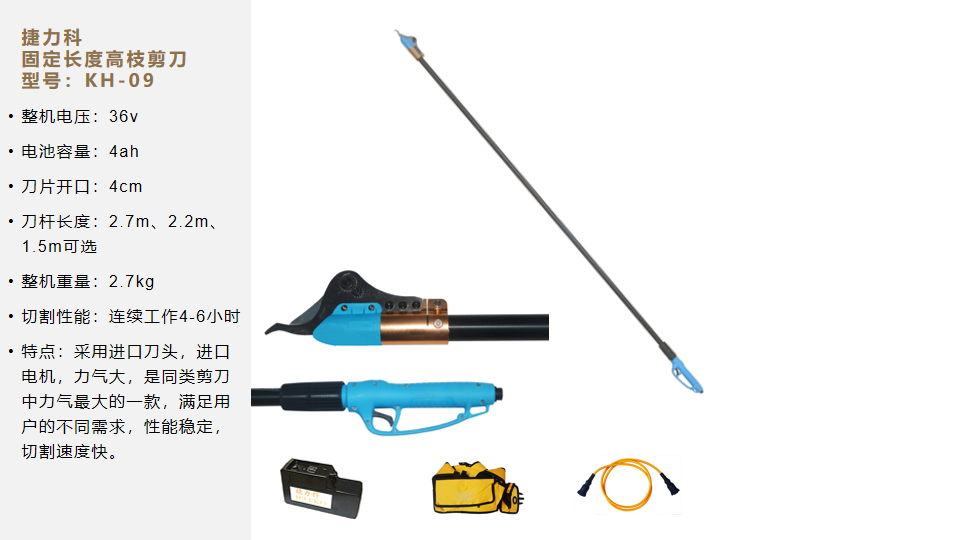 捷力科
固定长度高枝剪刀
型号：KH-09
• 整机电压：36v
• 电池容量：4ah
• 刀片开口：4cm
• 刀杆长度：2.7m、2.2m、
1.5m可选
• 整机重量：2.7kg
• 切割性能：连续工作4-6小时
• 特点：采用进口刀头，进口
电机，力气大，是同类剪刀
中力气最大的一款，满足用
户的不同需求，性能稳定，
切割速度快。
捷力科